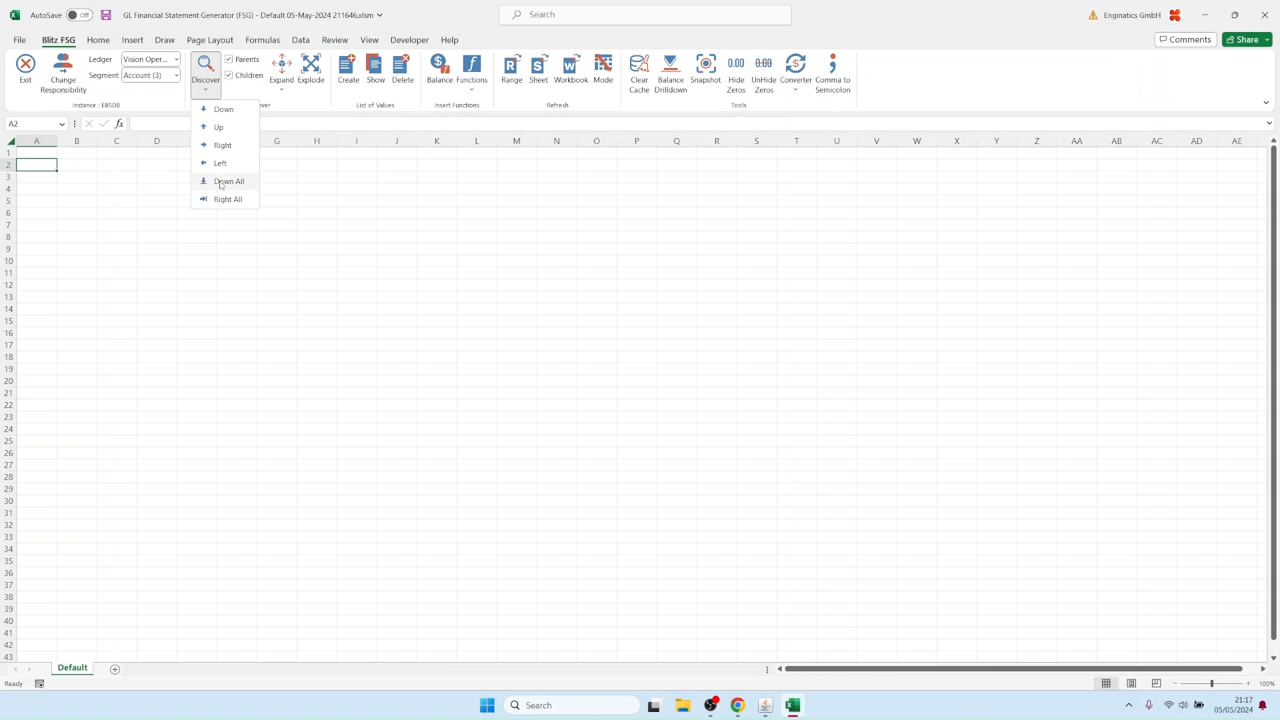 AutoSave Off GL Financial Statement Generator (FSG) - Default 05-May-2024 211646.xlsm Search Enginatics GmbH
File Blitz FSG Home Insert Draw Page Layout Formulas Data Review View Developer Help Comments Share
Exit Change Responsibility Ledger Vision Oper... Segment Account (3) Discover Parents Children Expand Explode Create Show Delete Balance Functions Range Sheet Workbook Mode Clear Cache Balance Drilldown Snapshot Hide Zeros UnHide Zeros Converter Comma to Semicolon
Instance : EBSDB over List of Values Insert Functions Refresh Tools
A2 fx
A B C D G H I J K L M N O P Q R S T U V W X Y Z AA AB AC AD AE
Down
Up
Right
Left
Down All
Right All
1
2
3
4
5
6
7
8
9
10
11
12
13
14
15
16
17
18
19
20
21
22
23
24
25
26
27
28
29
30
31
32
33
34
35
36
37
38
39
40
41
42
43
Default
Ready 100%
Search 21:17
05/05/2024